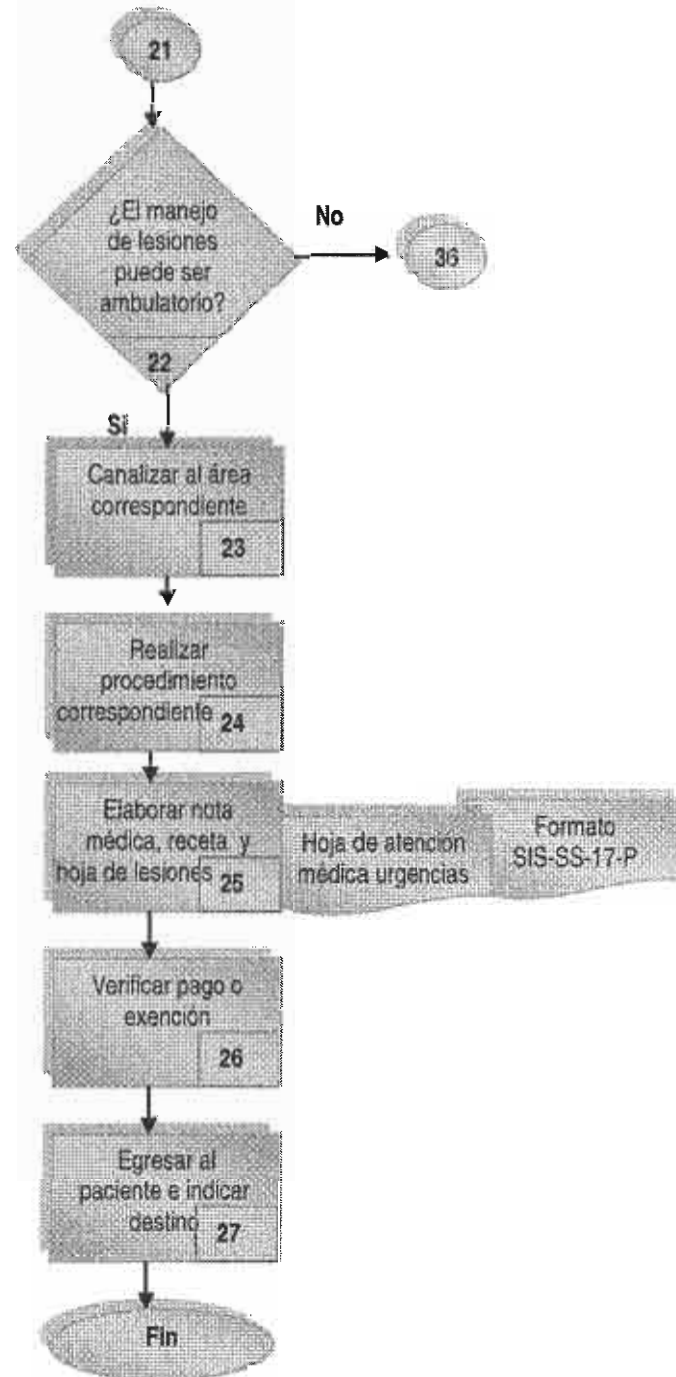 21
¿El manejo
de lesiones
puede ser
ambulatorio?
22
No
36
Si
Canalizar al área
correspondiente
23
Realizar
procedimiento
correspondiente
24
Elaborar nota
médica, receta y
hoja de lesiones
25
Hoja de atención
médica urgencias
Formato
SIS-SS-17-P
Verificar pago o
exención
26
Egresar al
paciente e indicar
destino
27
Fin